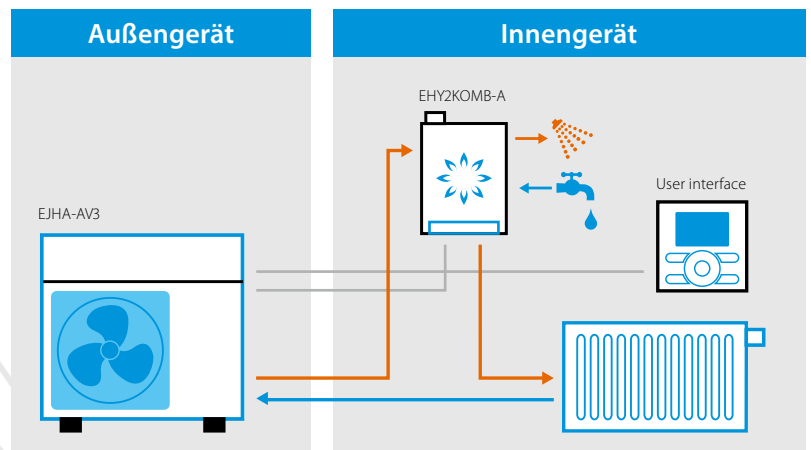 Außengerät
Innengerät
EHY2KOMB-A
User interface
EJHA-AV3